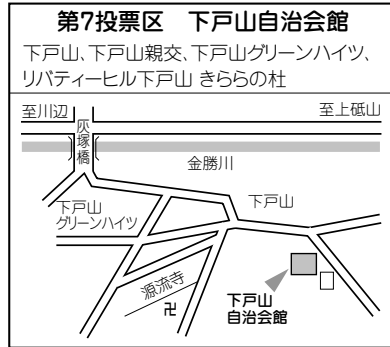 第7投票区　下戸山自治会館
下戸山、下戸山親交、下戸山グリーンハイツ、
リバティーヒル下戸山 きららの杜
至川辺
至上砥山
灰塚橋
金勝川
下戸山
グリーンハイツ
下戸山
源流寺
卍
下戸山
自治会館